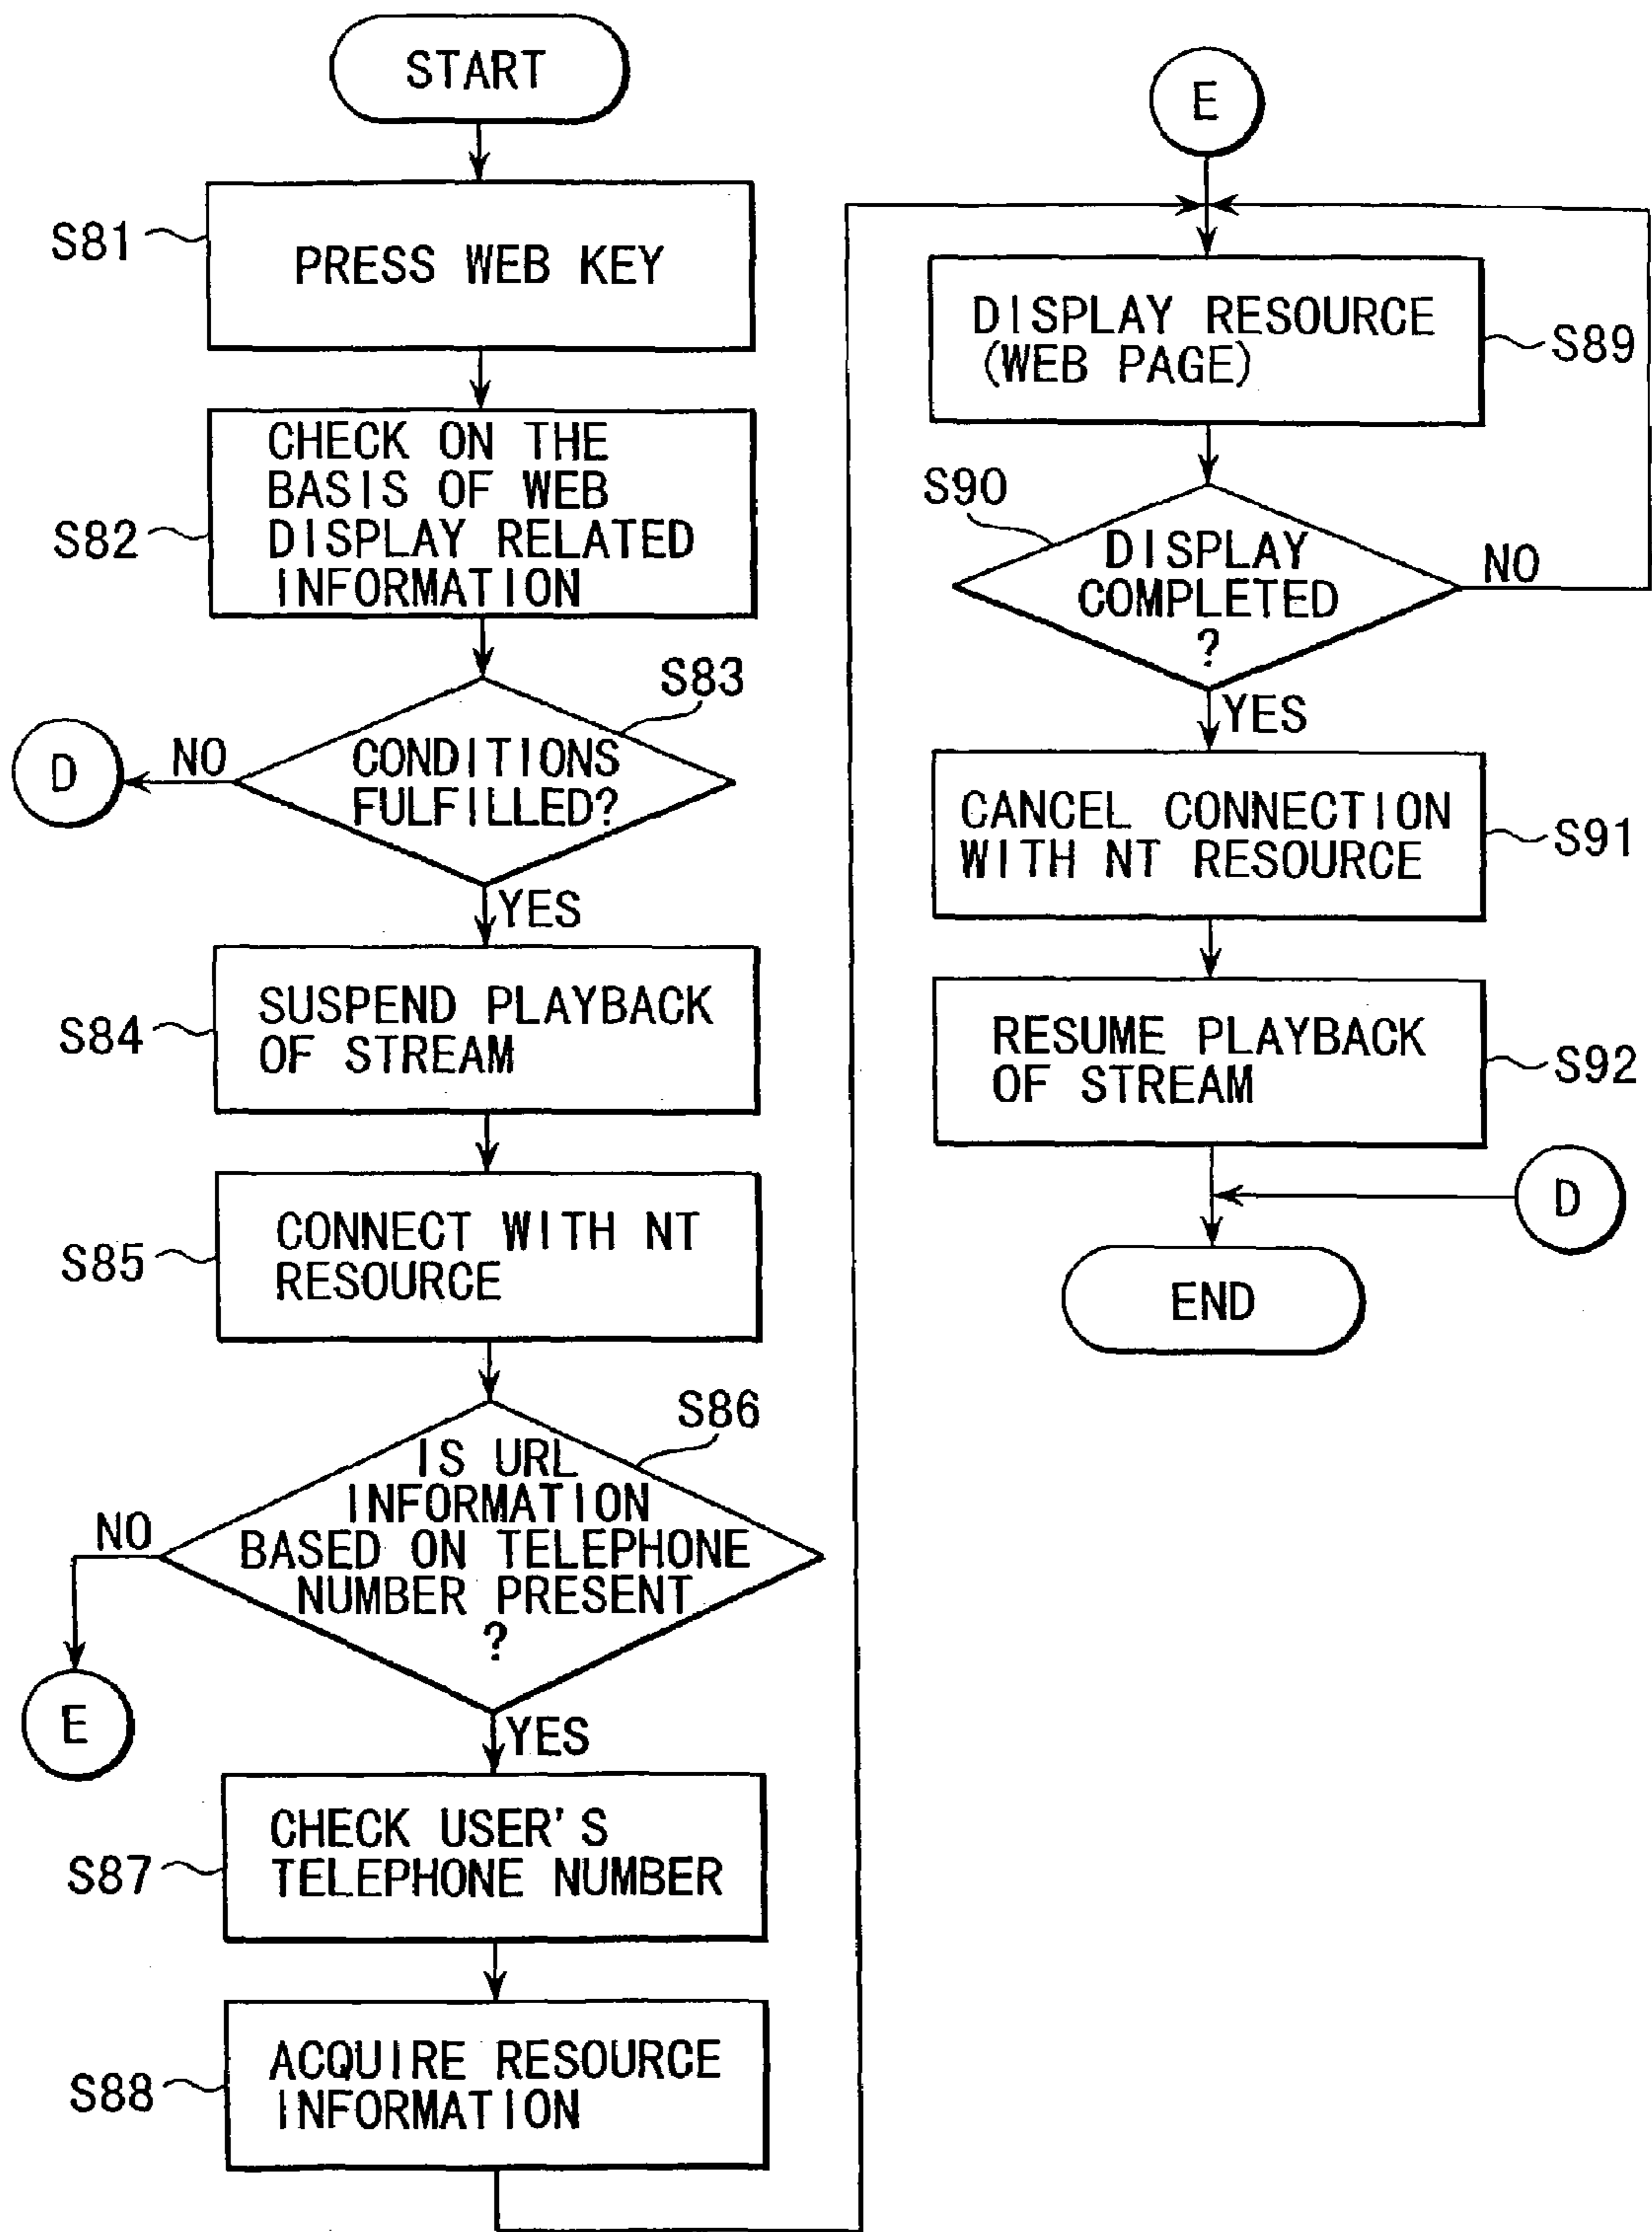 START
S81
PRESS WEB KEY
S82
CHECK ON THE
BASIS OF WEB
DISPLAY RELATED
INFORMATION
S83
CONDITIONS
FULFILLED?
NO
D
YES
S84
SUSPEND PLAYBACK
OF STREAM
S85
CONNECT WITH NT
RESOURCE
S86
IS URL
INFORMATION
BASED ON TELEPHONE
NUMBER PRESENT
?
NO
E
YES
S87
CHECK USER'S
TELEPHONE NUMBER
S88
ACQUIRE RESOURCE
INFORMATION
E
DISPLAY RESOURCE
(WEB PAGE)
S89
S90
DISPLAY
COMPLETED
?
NO
YES
CANCEL CONNECTION
WITH NT RESOURCE
S91
RESUME PLAYBACK
OF STREAM
S92
D
END